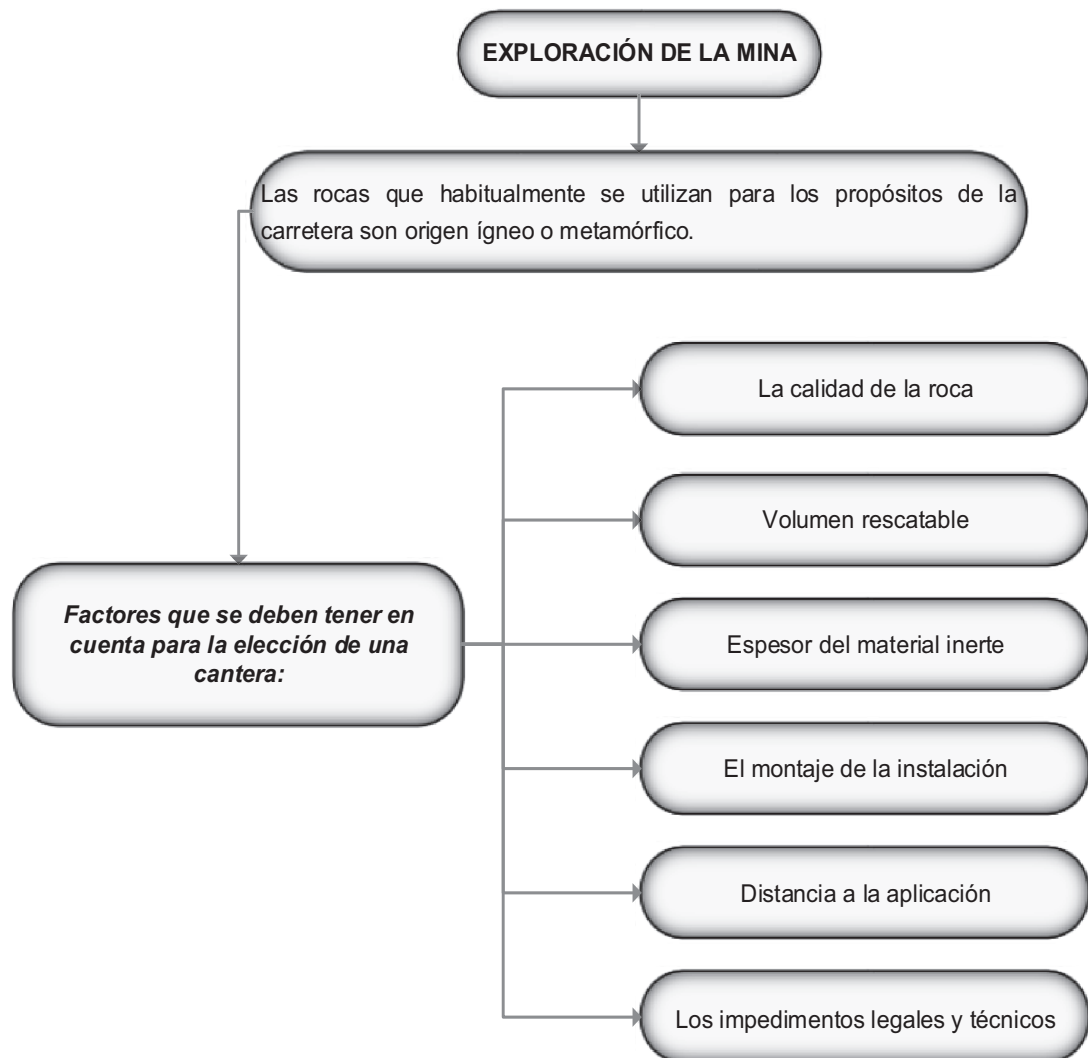 EXPLORACIÓN DE LA MINA
Las rocas que habitualmente se utilizan para los propósitos de la
carretera son origen ígneo o metamórfico.
La calidad de la roca
Volumen rescatable
Factores que se deben tener en
cuenta para la elección de una
cantera:
Espesor del material inerte
El montaje de la instalación
Distancia a la aplicación
Los impedimentos legales y técnicos